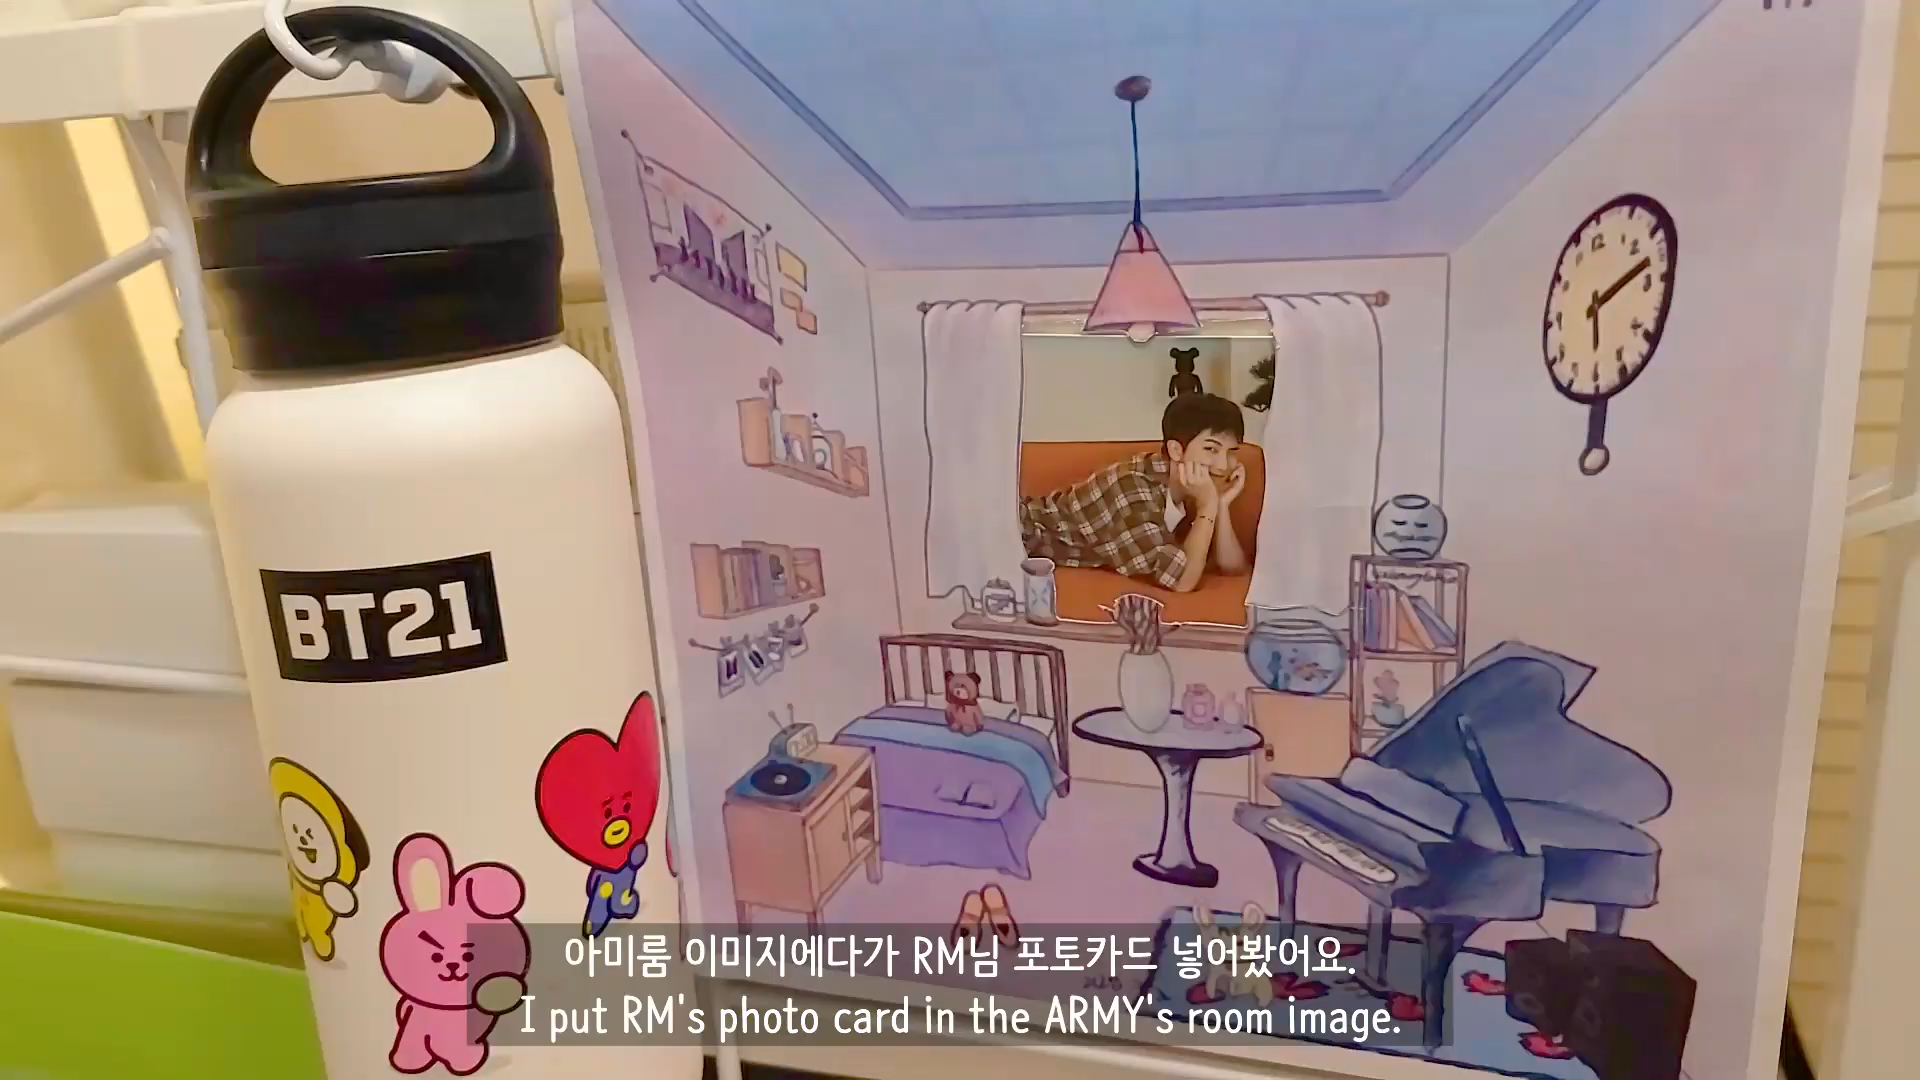 BT21
아미룸 이미지에다가 RM님 포토카드 넣어봤어요.
I put RM's photo card in the ARMY's room image.